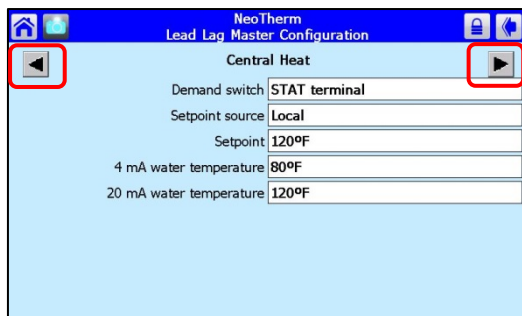 NeoTherm
Lead Lag Master Configuration
Central Heat
Demand switch STAT terminal
Setpoint source Local
Setpoint 120ºF
4 mA water temperature 80ºF
20 mA water temperature 120ºF